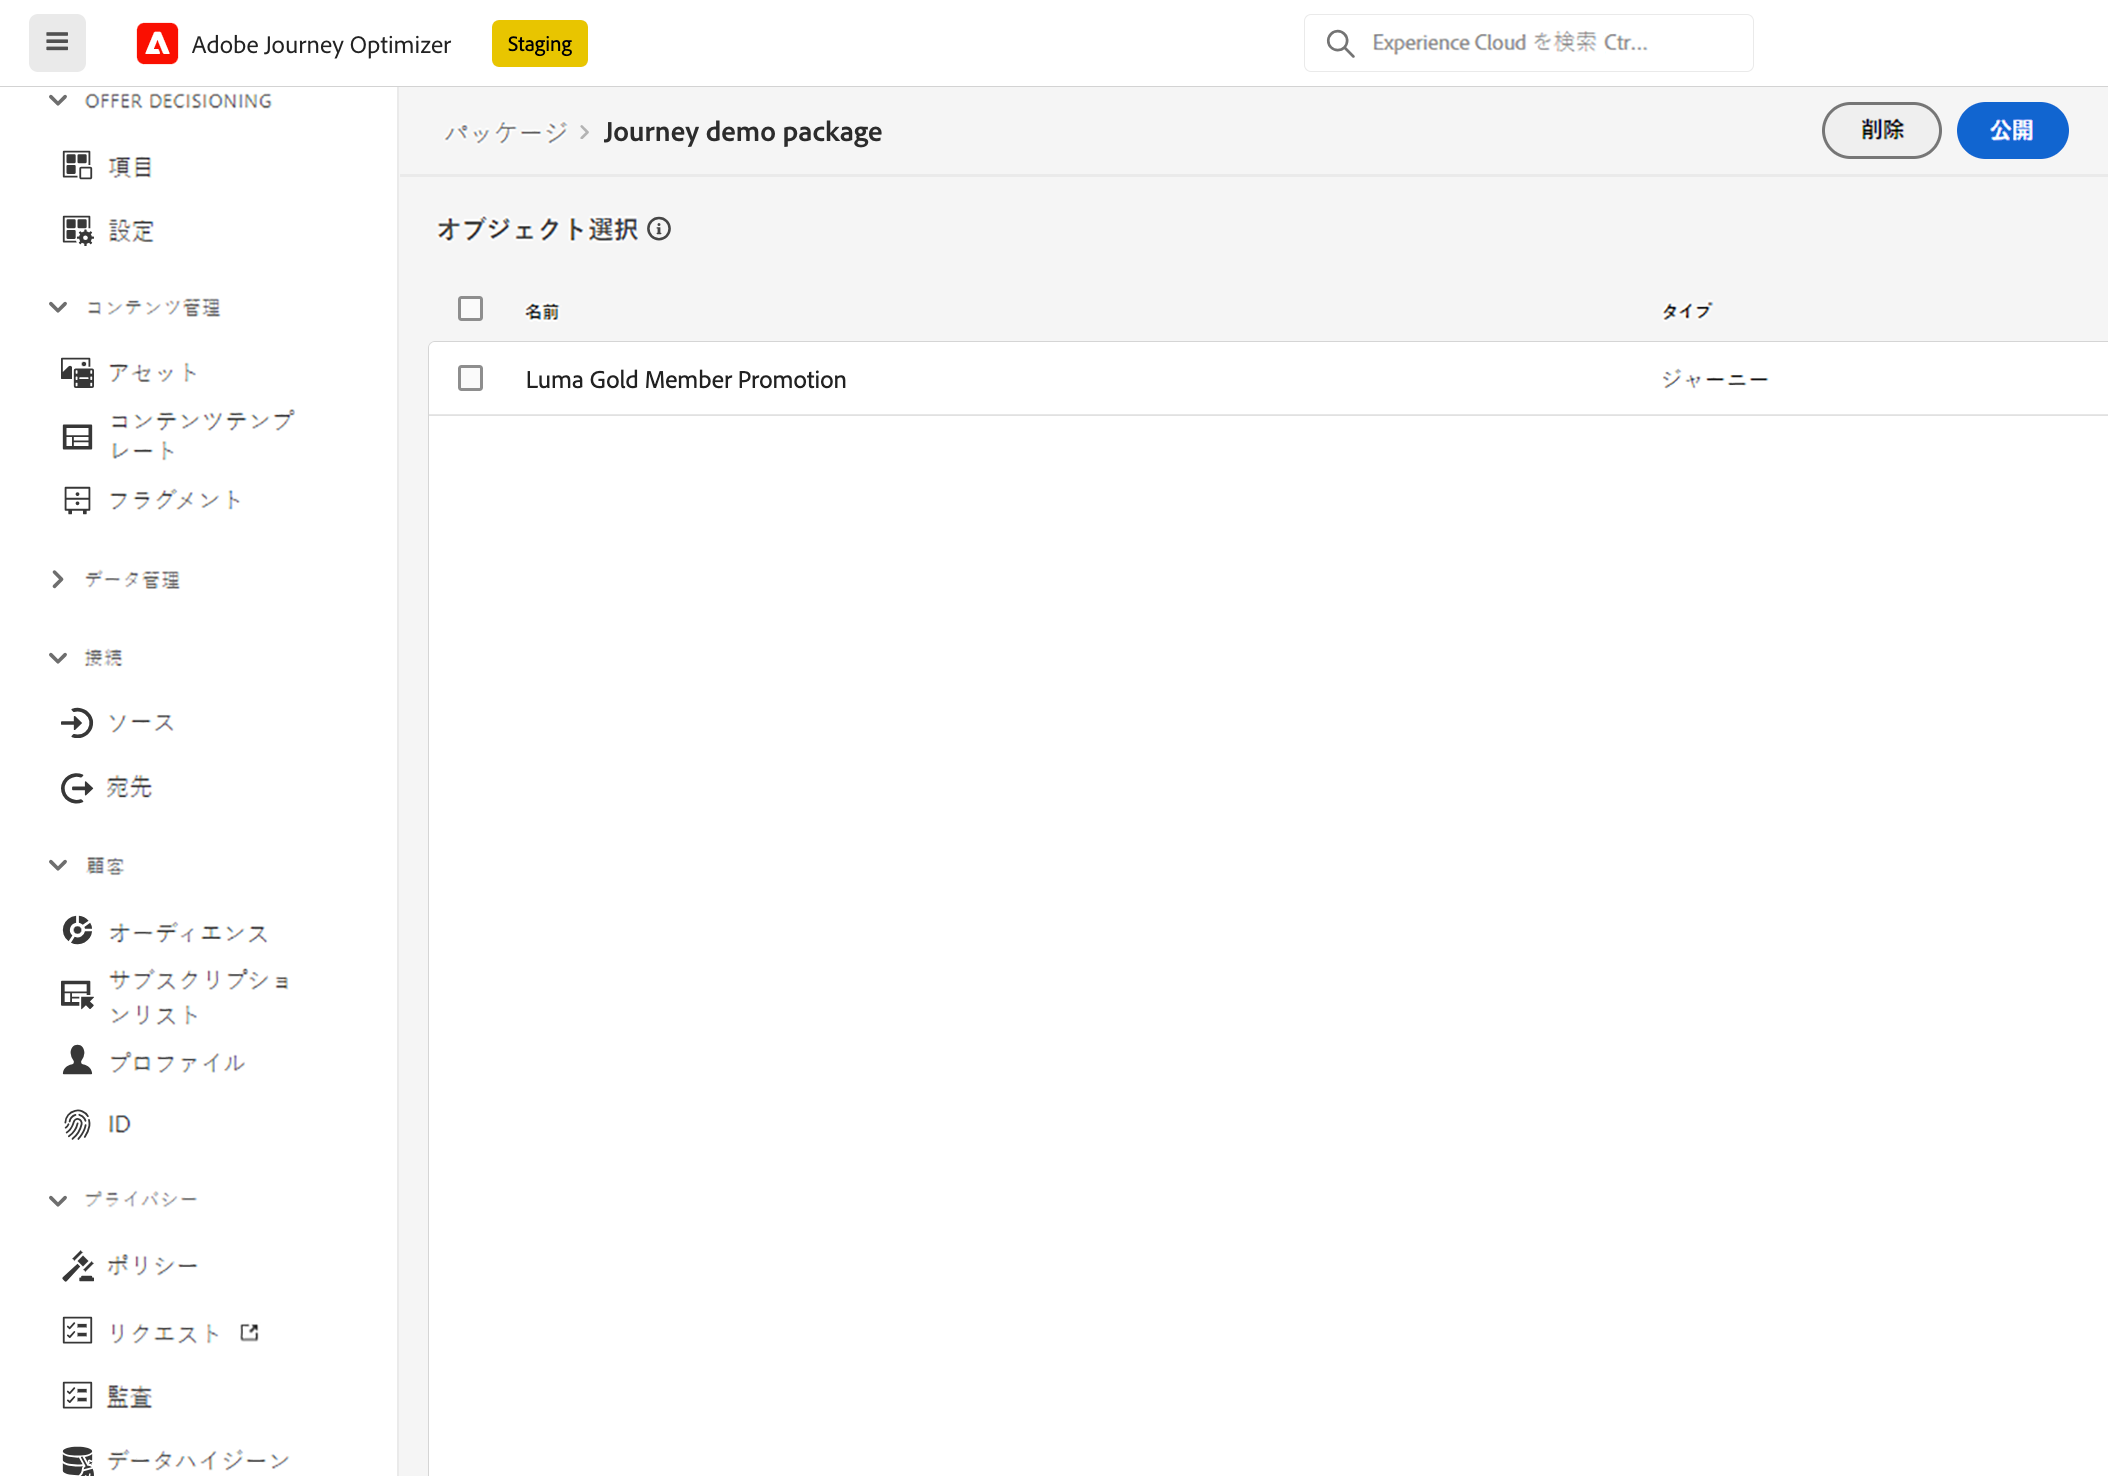 Adobe Journey Optimizer
Staging
Experience Cloud を検索 Ctr...
OFFER DECISIONING
項目
設定
コンテンツ管理
アセット
コンテンツテンプ
レート
フラグメント
データ管理
接続
ソース
宛先
顧客
オーディエンス
サブスクリプショ
ンリスト
プロファイル
ID
プライバシー
ポリシー
リクエスト
監査
データハイジーン
パッケージ > Journey demo package
削除
公開
オブジェクト選択
名前
タイプ
Luma Gold Member Promotion
ジャーニー